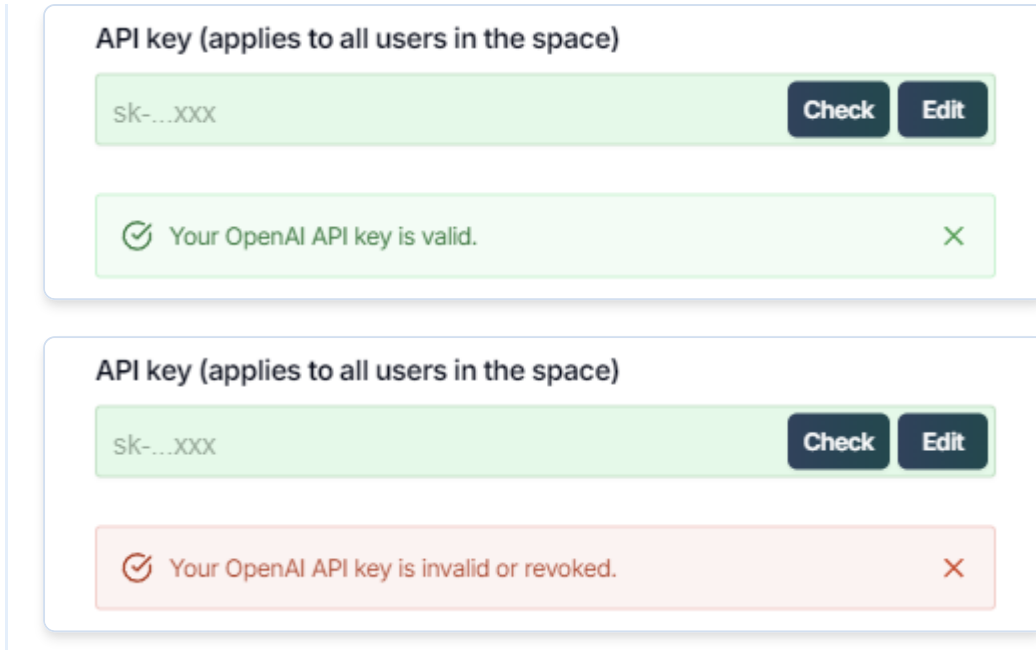 API key (applies to all users in the space)
sk-...xxx
Check
Edit
Your OpenAI API key is valid.
API key (applies to all users in the space)
sk-...xxx
Check
Edit
Your OpenAI API key is invalid or revoked.